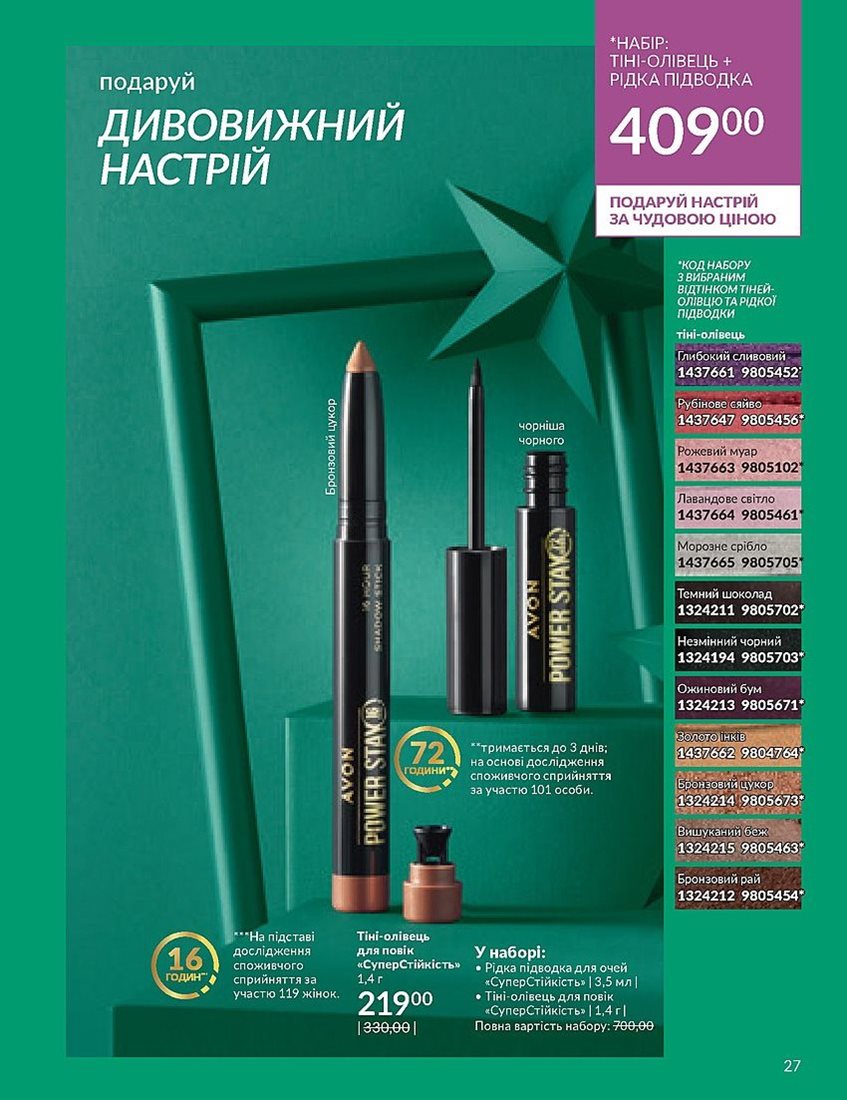 *НАБІР:
ТІНІ-ОЛІВЕЦЬ +
РІДКА ПІДВОДКА
409⁰⁰
ПОДАРУЙ НАСТРІЙ
ЗА ЧУДОВОЮ ЦІНОЮ
подаруй
ДИВОВИЖНИЙ
НАСТРІЙ
*КОД НАБОРУ
З ВИБРАНИМ
ВІДТІНКОМ ТІНЕЙ-
ОЛІВЦЮ ТА РІДКОЇ
ПІДВОДКИ
тіні-олівець
Глибокий сливовий
1437661 9805452*
Рубінове сяйво
1437647 9805456*
Рожевий муар
1437663 9805102*
Лавандове світло
1437664 9805461*
Морозне срібло
1437665 9805705*
Темний шоколад
1324211 9805702*
Незмінний чорний
1324194 9805703*
Ожиновий бум
1324213 9805671*
Золото інків
1437662 9804764*
Бронзовий цукор
1324214 9805673*
Вишуканий беж
1324215 9805463*
Бронзовий рай
1324212 9805454*
Бронзовий цукор
чорніша
чорного
16 HOUR
SHADOW STICK
AVON
POWER STAY 16
AVON
POWER STAY
72
ГОДИНИ**
**тримається до 3 днів;
на основі дослідження
споживчого сприйняття
за участю 101 особи.
16
ГОДИН***
***На підставі
дослідження
споживчого
сприйняття за
участю 119 жінок.
Тіні-олівець
для повік
«СуперСтійкість»
1,4 г
219⁰⁰
| 330,00 |
У наборі:
• Рідка підводка для очей
«СуперСтійкість» | 3,5 мл |
• Тіні-олівець для повік
«СуперСтійкість» | 1,4 г |
Повна вартість набору: 700,00
27